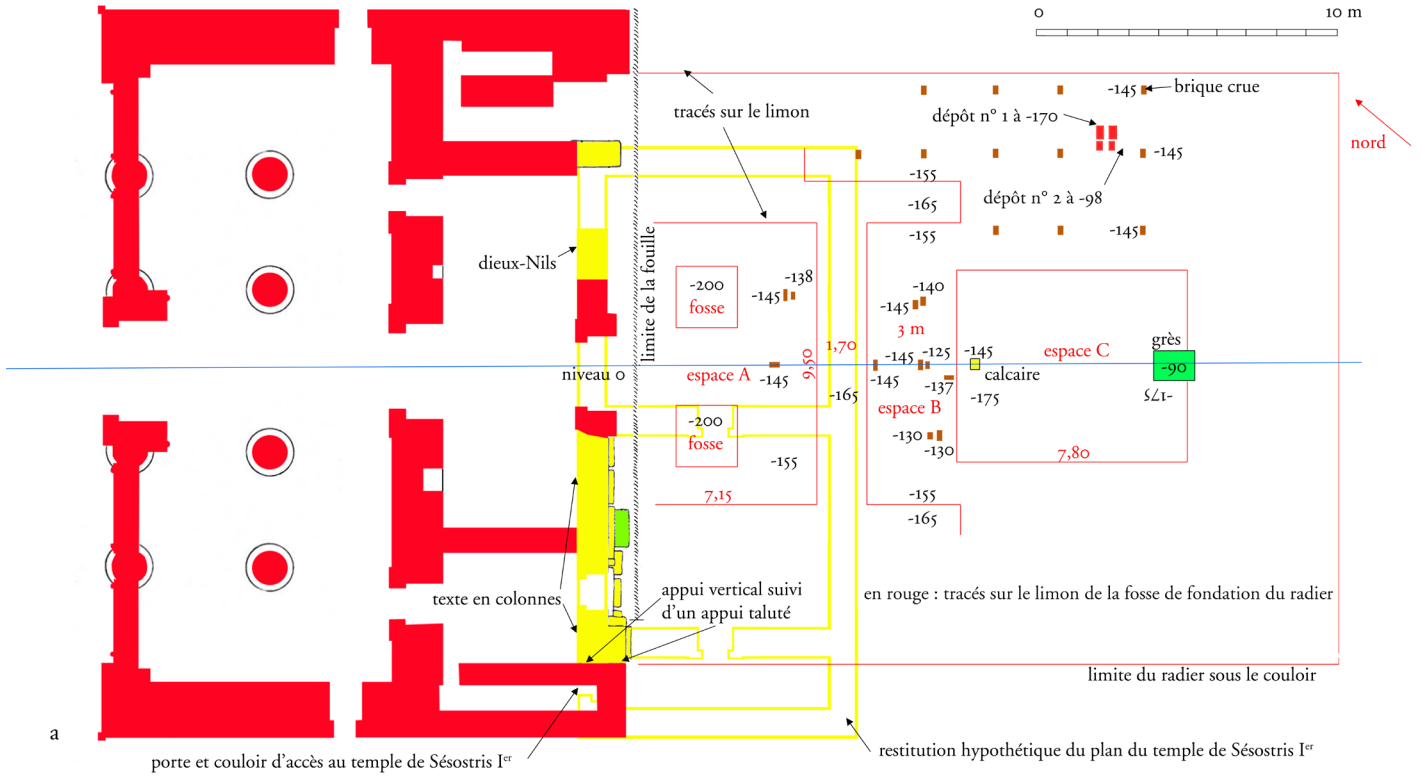 0 10 m
-145
brique crue
tracés sur le limon
dépôt n° 1 à -170
nord
-145
-155
dépôt n° 2 à -98
-165
-155
-145
dieux-Nils
limite de la fouille
-200
fosse
-138
-145
-140
-145
3 m
1,70
9,50
-145
-125
-145
grès
espace C
-90
niveau 0
espace A
-145
-145
-137
calcaire
-175
-175
-165
espace B
-200
fosse
-130
-130
-155
7,80
7,15
-155
-165
texte en colonnes
appui vertical suivi
d'un appui taluté
en rouge : tracés sur le limon de la fosse de fondation du radier
limite du radier sous le couloir
a
porte et couloir d'accès au temple de Sésostris Ier
restitution hypothétique du plan du temple de Sésostris Ier